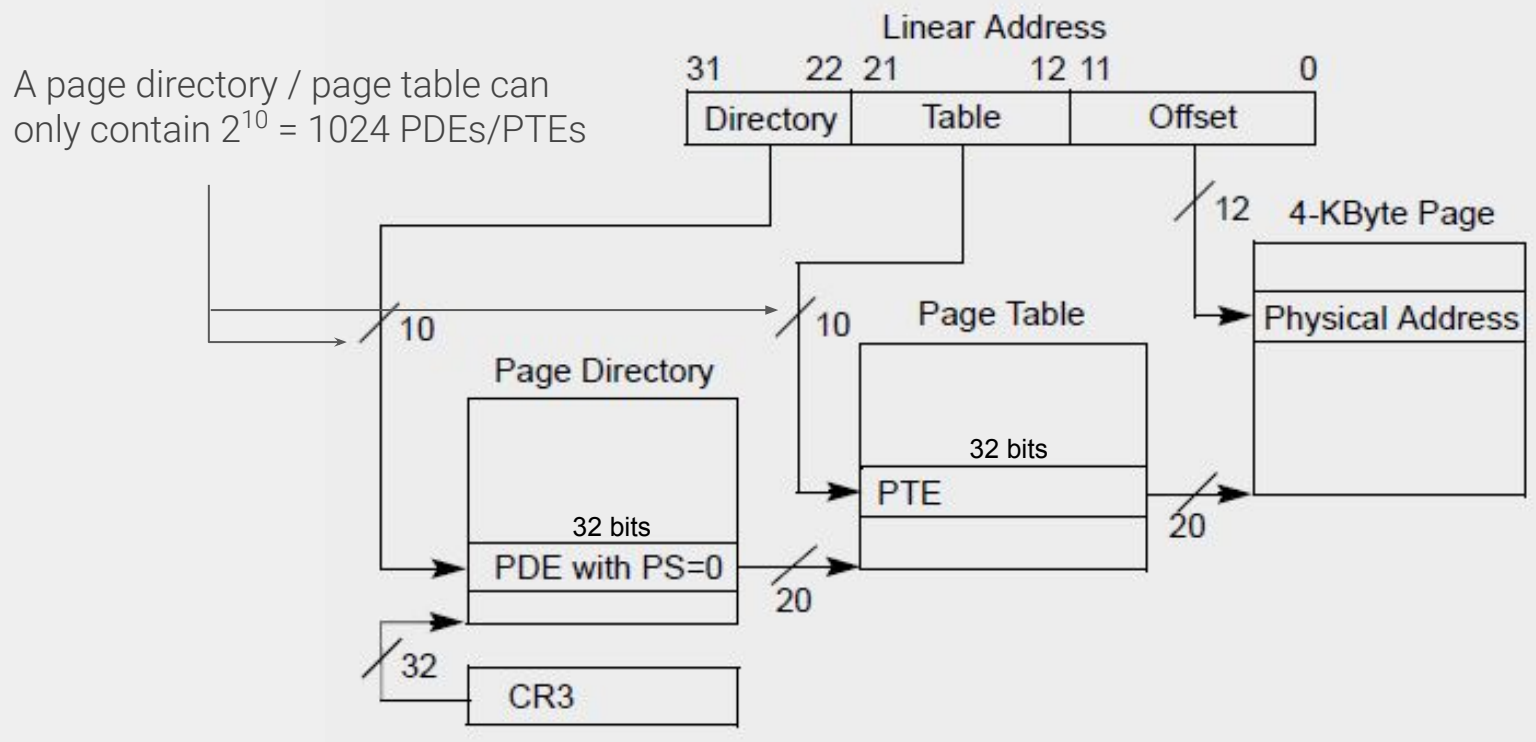 A page directory / page table can
only contain 2^10 = 1024 PDEs/PTEs
Linear Address
31 22 21 12 11 0
Directory Table Offset
12
4-KByte Page
Physical Address
10
10
Page Table
32 bits
PTE
20
Page Directory
32 bits
PDE with PS=0
20
32
CR3